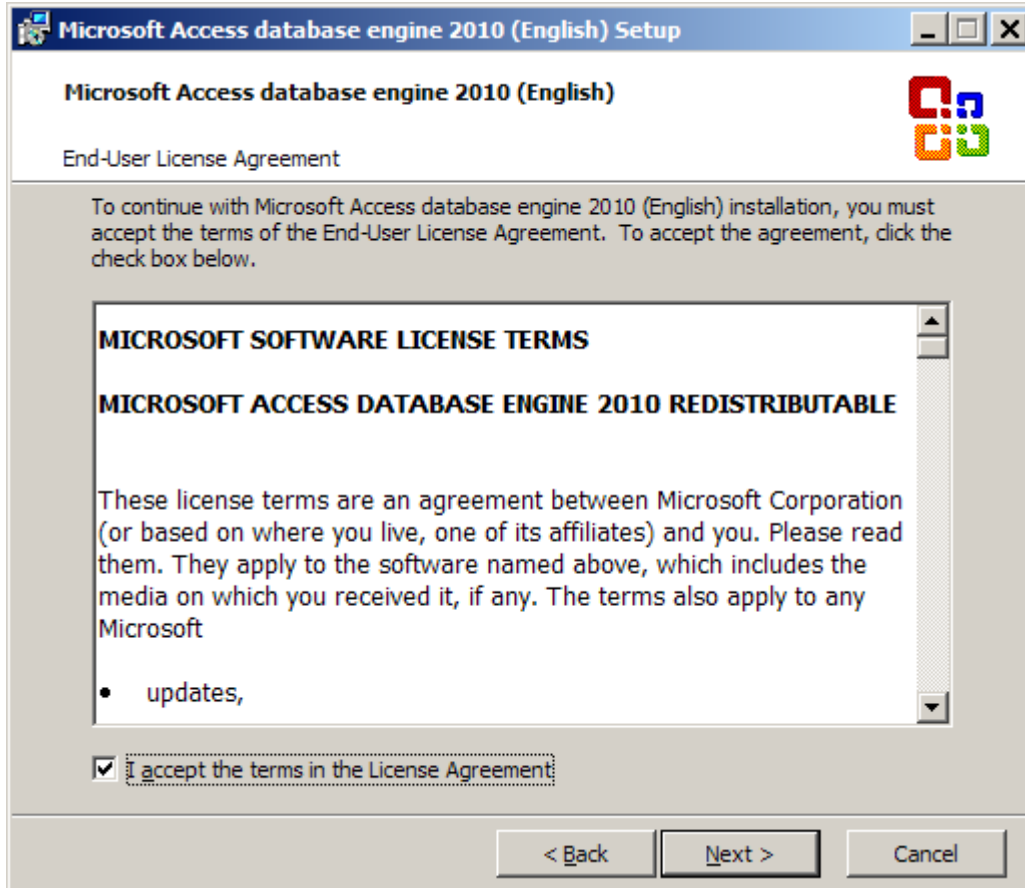 Microsoft Access database engine 2010 (English) Setup
Microsoft Access database engine 2010 (English)
End-User License Agreement
To continue with Microsoft Access database engine 2010 (English) installation, you must
accept the terms of the End-User License Agreement.  To accept the agreement, click the
check box below.
MICROSOFT SOFTWARE LICENSE TERMS
MICROSOFT ACCESS DATABASE ENGINE 2010 REDISTRIBUTABLE
These license terms are an agreement between Microsoft Corporation
(or based on where you live, one of its affiliates) and you. Please read
them. They apply to the software named above, which includes the
media on which you received it, if any. The terms also apply to any
Microsoft
• updates,
I accept the terms in the License Agreement
< Back
Next >
Cancel